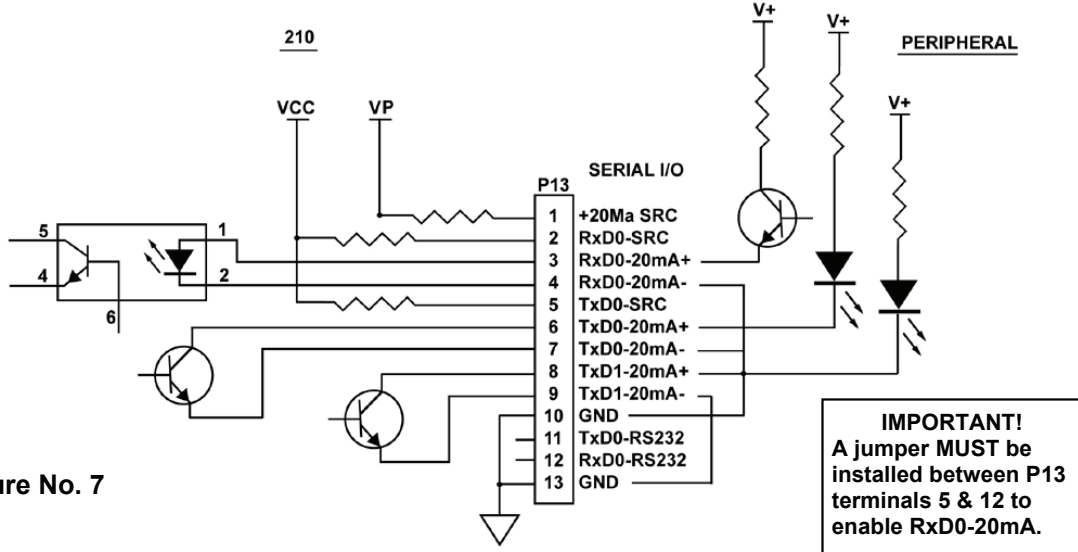 210
PERIPHERAL
V+
V+
V+
VCC
VP
SERIAL I/O
P13
1 +20Ma SRC
2 RxD0-SRC
3 RxD0-20mA+
4 RxD0-20mA-
5 TxD0-SRC
6 TxD0-20mA+
7 TxD0-20mA-
8 TxD1-20mA+
9 TxD1-20mA-
10 GND
11 TxD0-RS232
12 RxD0-RS232
13 GND
5
4
6
1
2
IMPORTANT!
A jumper MUST be
installed between P13
terminals 5 & 12 to
enable RxD0-20mA.
ure No. 7